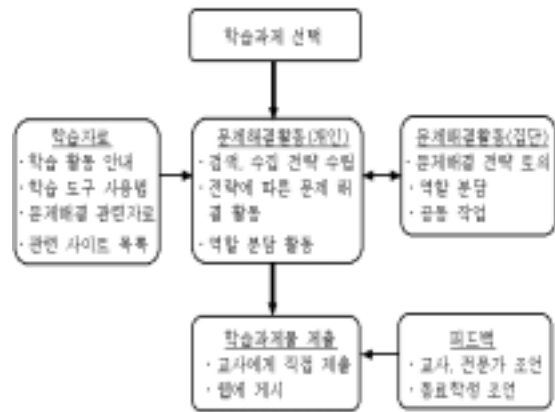 학습과제 선택
학습자료
· 학습 활동 안내
· 학습 도구 사용법
· 문제해결 관련자료
· 관련 사이트 목록
문제해결활동(개인)
· 검색, 수집 전략 수립
· 전략에 따른 문제 해
결 활동
· 역할 분담 활동
문제해결활동(집단)
· 문제해결 전략 토의
· 역할 분담
· 공동 작업
학습과제물 제출
· 교사에게 직접 제출
· 웹에 게시
피드백
· 교사, 전문가 조언
· 동료학생 조언